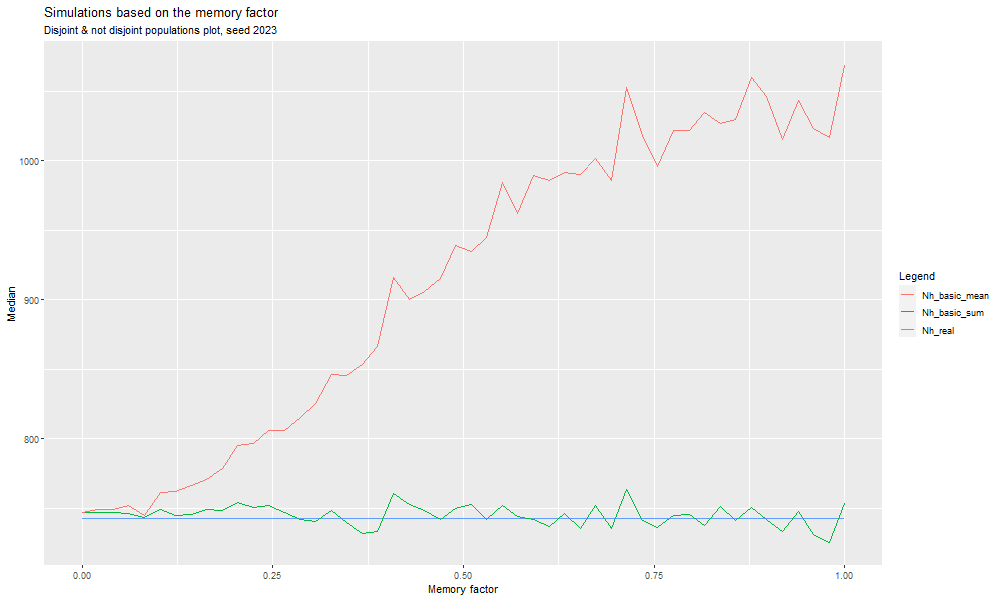 Simulations based on the memory factor
Disjoint & not disjoint populations plot, seed 2023
Median
1000
900
800
0.00
0.25
0.50
0.75
1.00
Memory factor
Legend
Nh_basic_mean
Nh_basic_sum
Nh_real